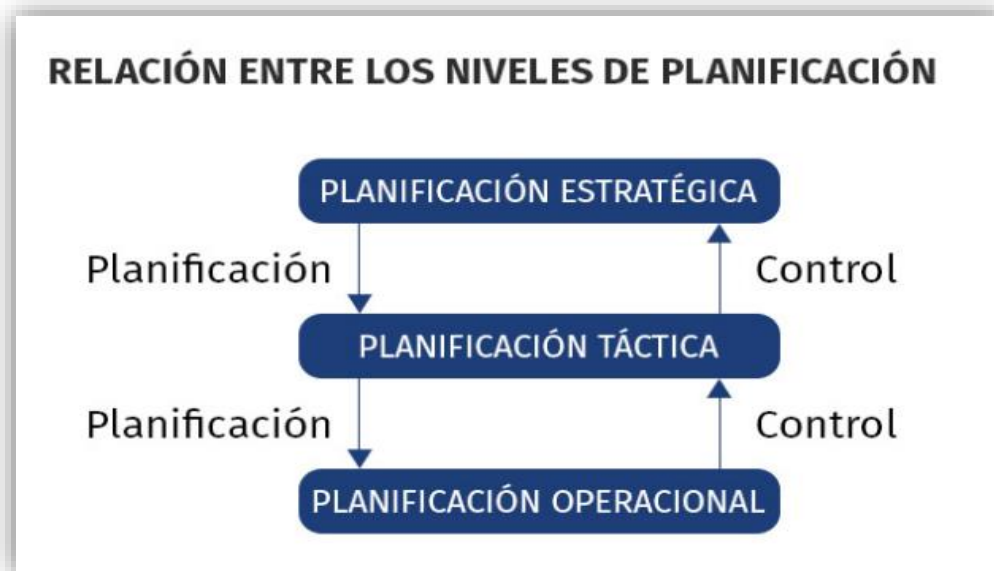 RELACIÓN ENTRE LOS NIVELES DE PLANIFICACIÓN
PLANIFICACIÓN ESTRATÉGICA
Planificación
Control
PLANIFICACIÓN TÁCTICA
Planificación
Control
PLANIFICACIÓN OPERACIONAL